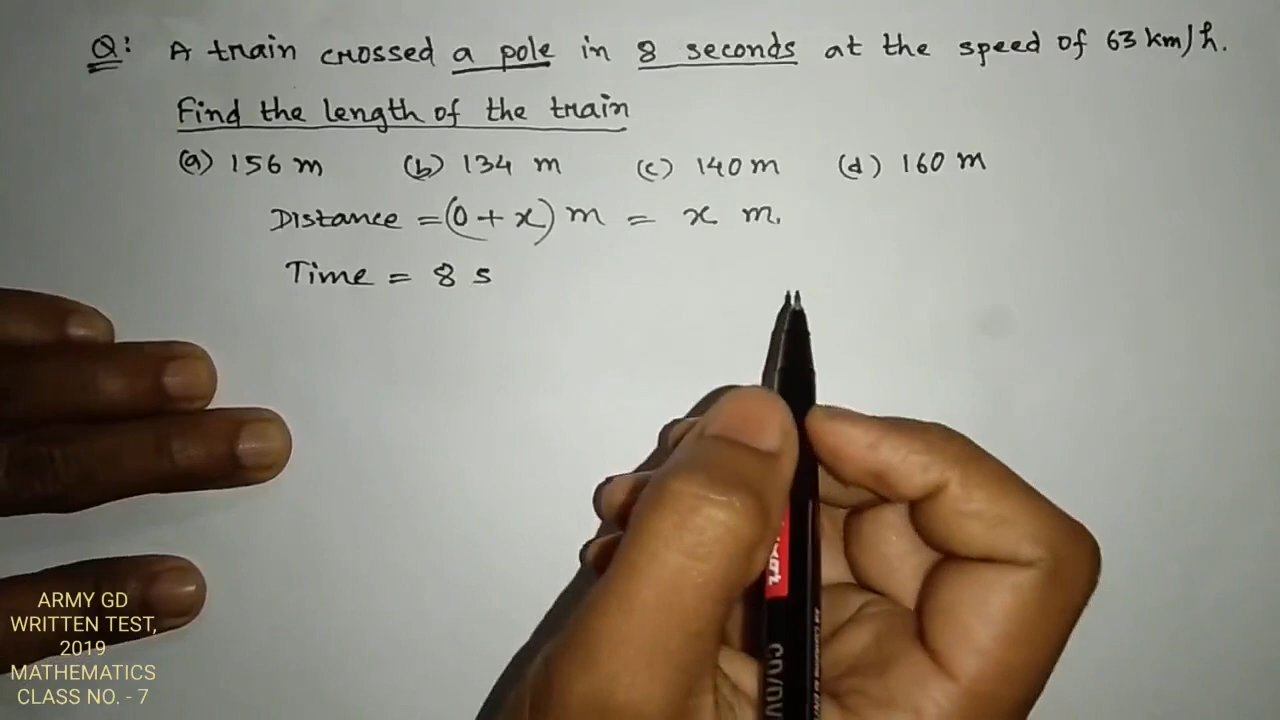 Q: A train crossed a pole in 8 seconds at the speed of 63 km/h.
Find the length of the train
(a) 156 m (b) 134 m (c) 140 m (d) 160 m
Distance = (0 + x) m = x m.
Time = 8 s
ARMY GD
WRITTEN TEST,
2019
MATHEMATICS
CLASS NO. - 7